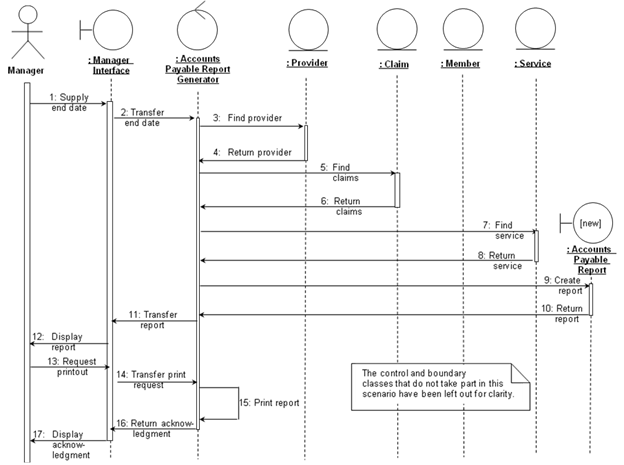 Manager
: Manager
Interface
: Accounts
Payable Report
Generator
: Provider
: Claim
: Member
: Service
1: Supply
end date
2: Transfer
end date
3: Find provider
4: Return provider
5: Find
claims
6: Return
claims
7: Find
service
8: Return
service
[new]
: Accounts
Payable
Report
9: Create
report
10: Return
report
11: Transfer
report
12: Display
report
13: Request
printout
14: Transfer print
request
15: Print report
16: Return acknow-
ledgment
17: Display
acknow-
ledgment
The control and boundary
classes that do not take part in this
scenario have been left out for clarity.